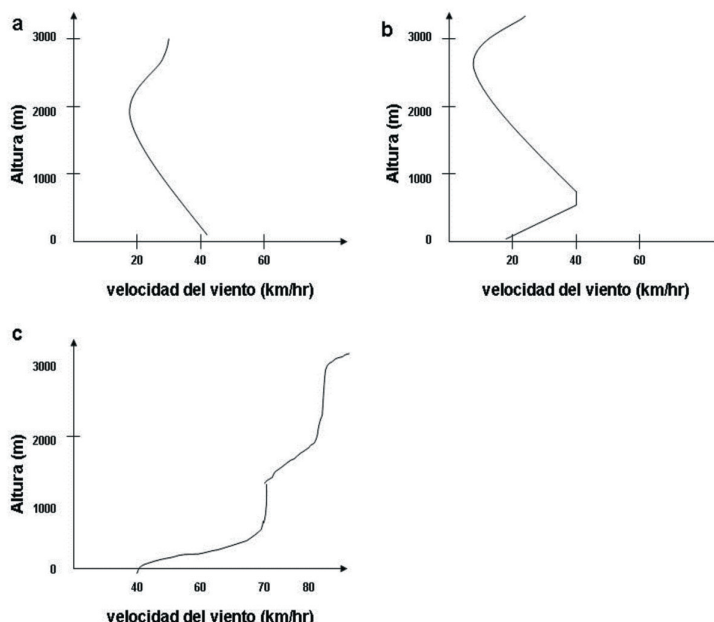 a
3000
2000
1000
0
Altura (m)
20 40 60
velocidad del viento (km/hr)
b
3000
2000
1000
0
Altura (m)
20 40 60
velocidad del viento (km/hr)
c
3000
2000
1000
0
Altura (m)
40 60 70 80
velocidad del viento (km/hr)